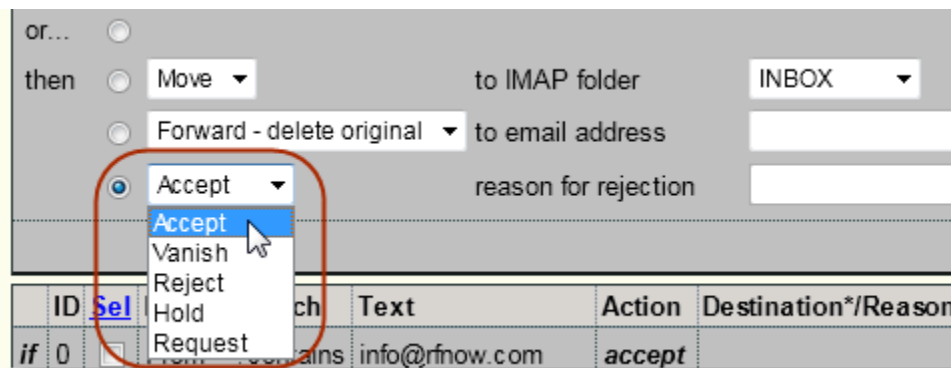 or...
then Move to IMAP folder INBOX
Forward - delete original to email address
Accept reason for rejection
Accept
Vanish
Reject
Hold
Request
ID Sel Text Action Destination*/Reason
if 0 info@rfnow.com accept